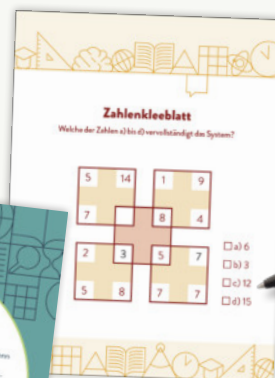 Zahlenkleeblatt
Welche der Zahlen a) bis d) vervollständigt das System?
5 14 1 9
7 8 4
2 3 5 7
5 8 7 7
a) 6
b) 3
c) 12
d) 15